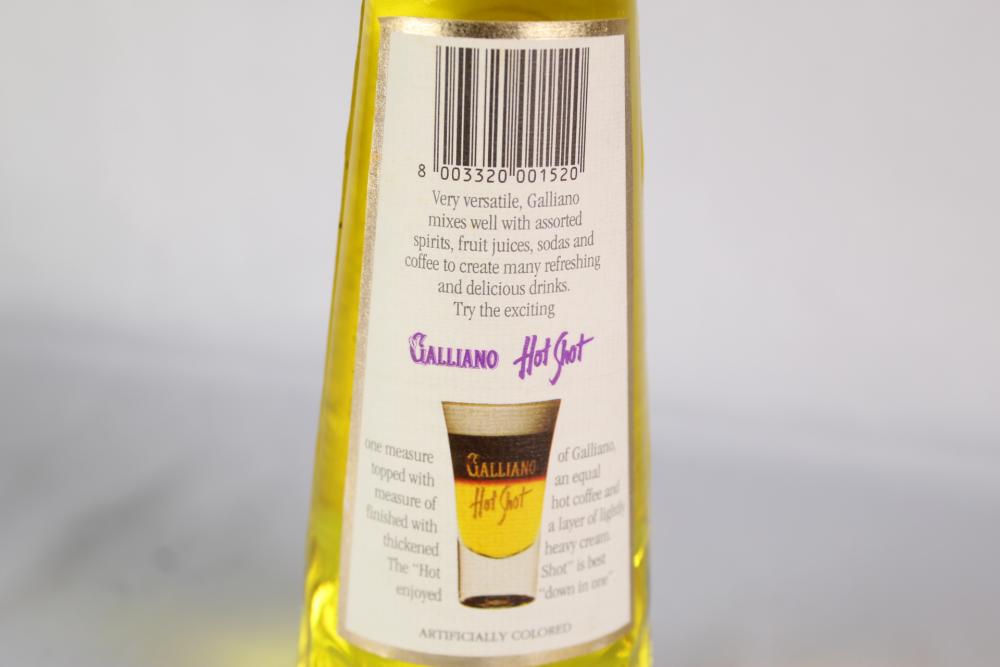 8 003320 001520
Very versatile, Galliano
mixes well with assorted
spirits, fruit juices, sodas and
coffee to create many refreshing
and delicious drinks.
Try the exciting
GALLIANO Hot Shot
one measure of Galliano,
topped with an equal
measure of hot coffee and
finished with a layer of lightly
thickened heavy cream.
The "Hot Shot" is best
enjoyed "down in one"
GALLIANO
Hot Shot
ARTIFICIALLY COLORED